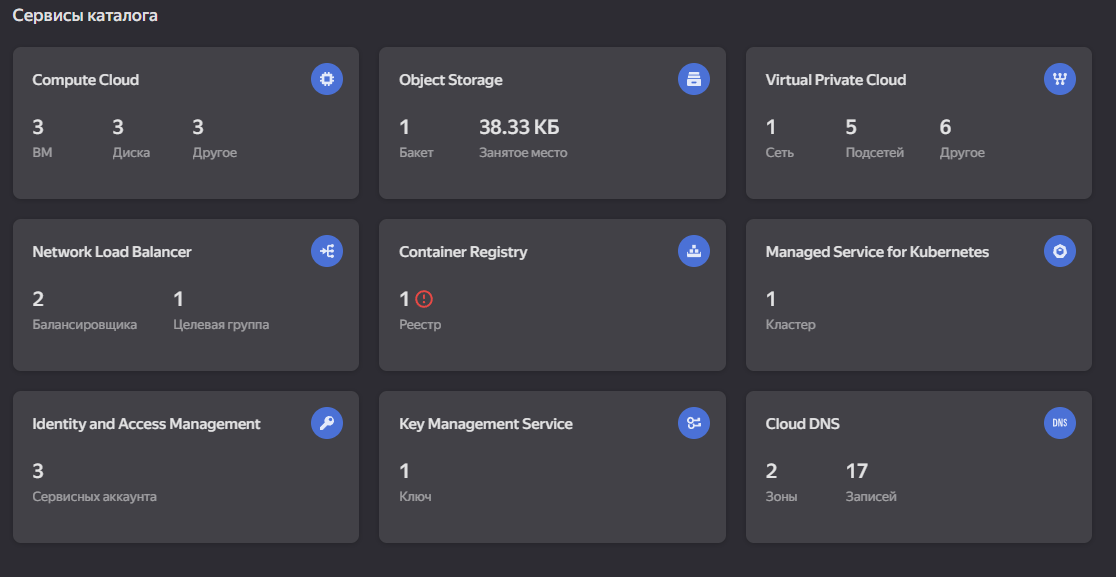 Сервисы каталога
Compute Cloud
3 3 3
ВМ Диска Другое
Object Storage
1 38.33 КБ
Бакет Занятое место
Virtual Private Cloud
1 5 6
Сеть Подсетей Другое
Network Load Balancer
2 1
Балансировщика Целевая группа
Container Registry
1
Реестр
Managed Service for Kubernetes
1
Кластер
Identity and Access Management
3
Сервисных аккаунта
Key Management Service
1
Ключ
Cloud DNS
DNS
2 17
Зоны Записей